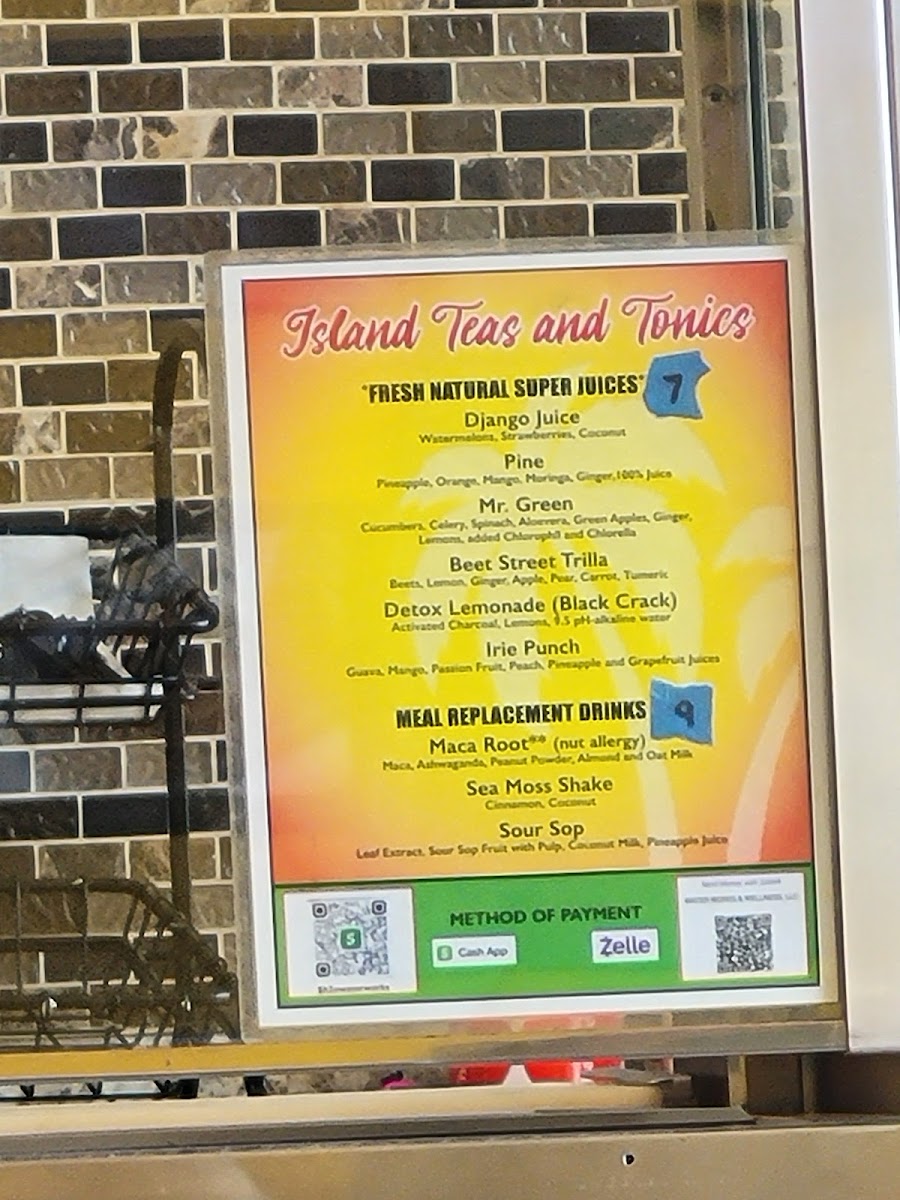 Island Teas and Tonics
"FRESH NATURAL SUPER JUICES" 7
Django Juice
Watermelons, Strawberries, Coconut
Pine
Pineapple, Orange, Mango, Moringa, Ginger, 100% Juice
Mr. Green
Cucumbers, Celery, Spinach, Aloevera, Green Apples, Ginger,
Lemons, added Chlorophil and Chlorella
Beet Street Trilla
Beets, Lemon, Ginger, Apple, Pear, Carrot, Tumeric
Detox Lemonade (Black Crack)
Activated Charcoal, Lemons, 9.5 pH-alkaline water
Irie Punch
Guava, Mango, Passion Fruit, Peach, Pineapple and Grapefruit Juices
MEAL REPLACEMENT DRINKS 9
Maca Root** (nut allergy)
Maca, Ashwaganda, Peanut Powder, Almond and Oat Milk
Sea Moss Shake
Cinnamon, Coconut
Sour Sop
Leaf Extract, Sour Sop Fruit with Pulp, Coconut Milk, Pineapple Juice
METHOD OF PAYMENT
$ Cash App
Zelle